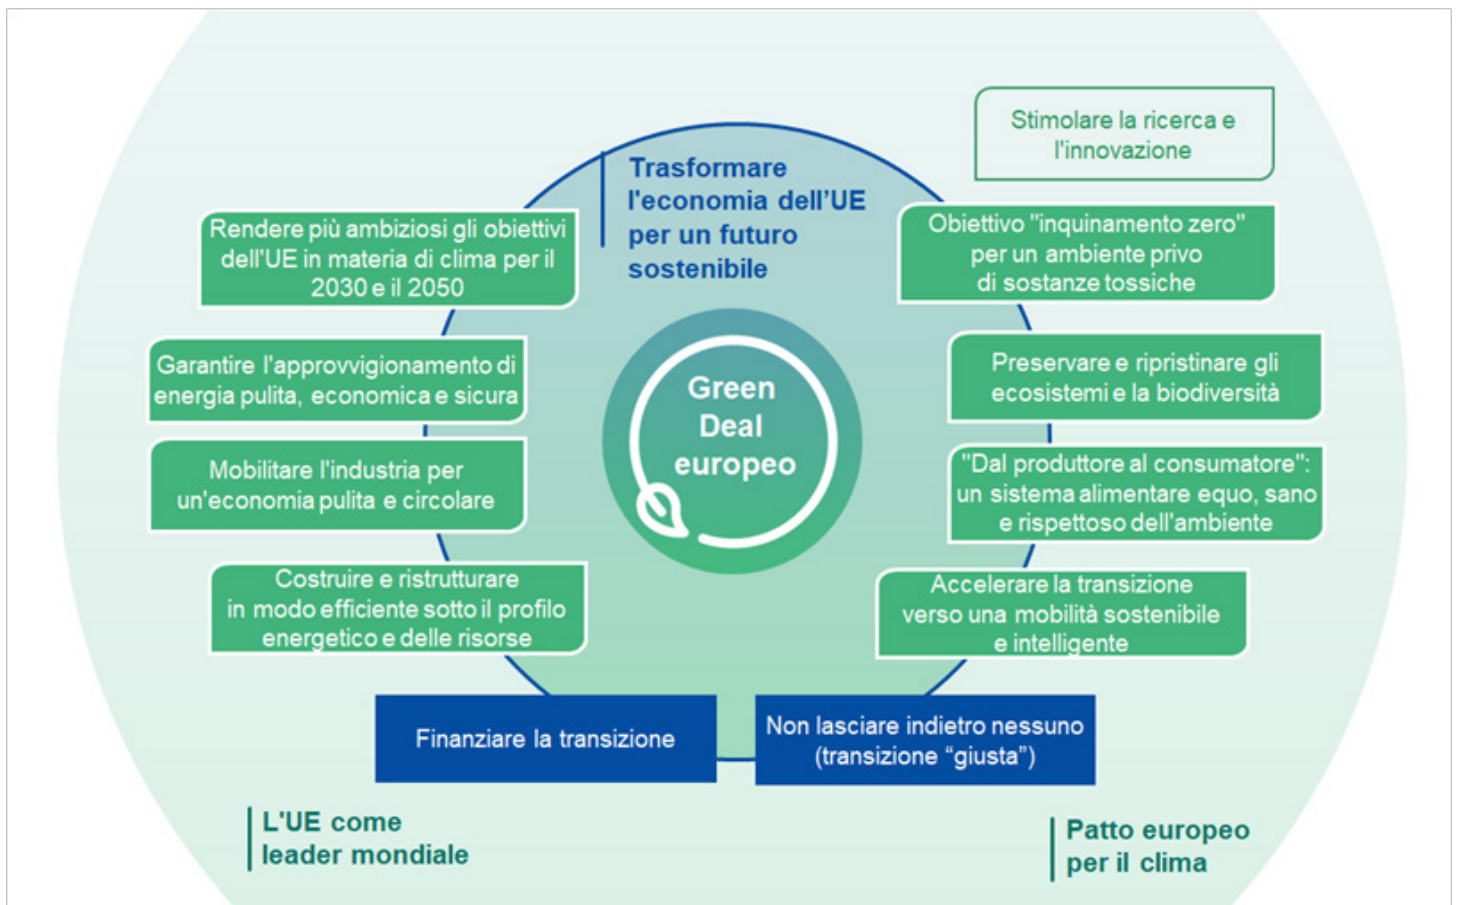 Stimolare la ricerca e
l'innovazione
Trasformare
l'economia dell’UE
per un futuro
sostenibile
Rendere più ambiziosi gli obiettivi
dell'UE in materia di clima per il
2030 e il 2050
Obiettivo "inquinamento zero"
per un ambiente privo
di sostanze tossiche
Garantire l'approvvigionamento di
energia pulita, economica e sicura
Green
Deal
europeo
Preservare e ripristinare gli
ecosistemi e la biodiversità
Mobilitare l'industria per
un'economia pulita e circolare
"Dal produttore al consumatore":
un sistema alimentare equo, sano
e rispettoso dell'ambiente
Costruire e ristrutturare
in modo efficiente sotto il profilo
energetico e delle risorse
Accelerare la transizione
verso una mobilità sostenibile
e intelligente
Finanziare la transizione
Non lasciare indietro nessuno
(transizione “giusta”)
L'UE come
leader mondiale
Patto europeo
per il clima